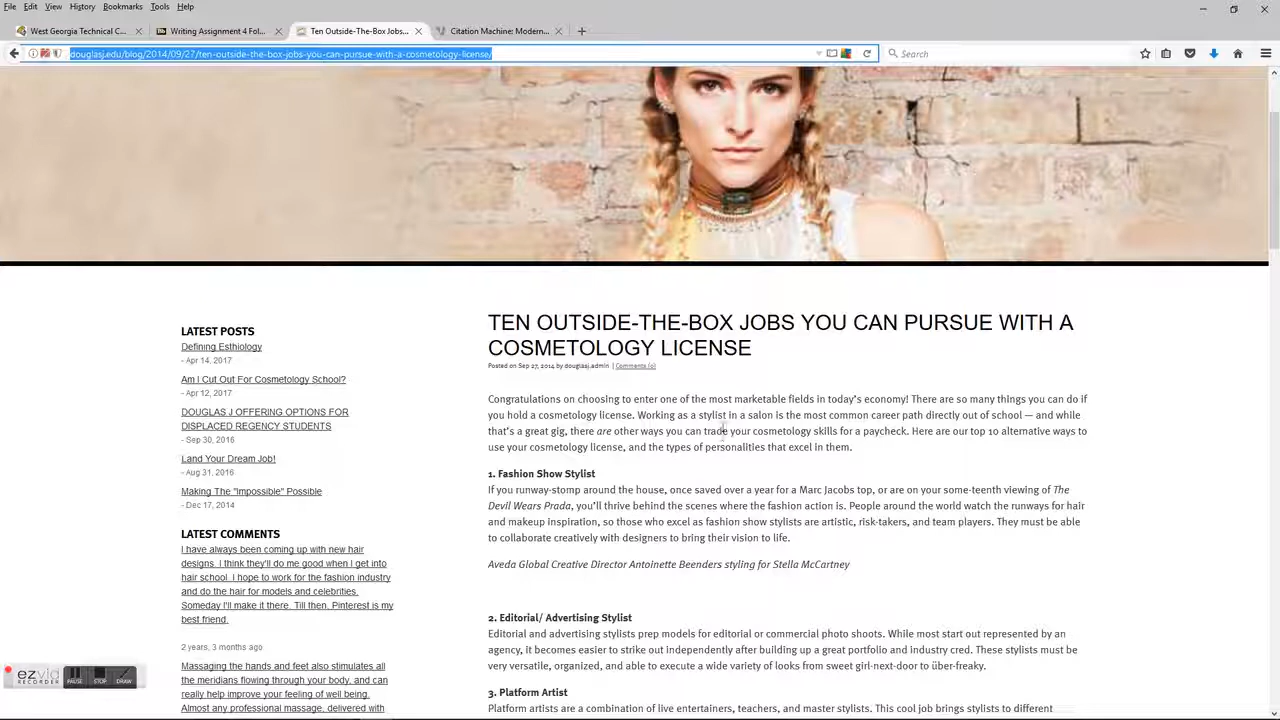 File Edit View History Bookmarks Tools Help
West Georgia Technical C...
Writing Assignment 4 Fol...
Ten Outside-The-Box Jobs...
Citation Machine: Modern...
douglasj.edu/blog/2014/09/27/ten-outside-the-box-jobs-you-can-pursue-with-a-cosmetology-license/
Search
LATEST POSTS
Defining Esthiology
- Apr 14, 2017
Am I Cut Out For Cosmetology School?
- Apr 12, 2017
DOUGLAS J OFFERING OPTIONS FOR
DISPLACED REGENCY STUDENTS
- Sep 30, 2016
Land Your Dream Job!
- Aug 31, 2016
Making The "Impossible" Possible
- Dec 17, 2014
LATEST COMMENTS
I have always been coming up with new hair
designs. I think they'll do me good when I get into
hair school. I hope to work for the fashion industry
and do the hair for models and celebrities.
Someday I'll make it there. Till then, Pinterest is my
best friend.
2 years, 3 months ago
Massaging the hands and feet also stimulates all
the meridians flowing through your body, and can
really help improve your feeling of well being.
Almost any professional massage, delivered with
TEN OUTSIDE-THE-BOX JOBS YOU CAN PURSUE WITH A
COSMETOLOGY LICENSE
Posted on Sep 27, 2014 by douglasj.admin | Comments (0)
Congratulations on choosing to enter one of the most marketable fields in today's economy! There are so many things you can do if
you hold a cosmetology license. Working as a stylist in a salon is the most common career path directly out of school — and while
that's a great gig, there are other ways you can trade your cosmetology skills for a paycheck. Here are our top 10 alternative ways to
use your cosmetology license, and the types of personalities that excel in them.
1. Fashion Show Stylist
If you runway-stomp around the house, once saved over a year for a Marc Jacobs top, or are on your some-teenth viewing of The
Devil Wears Prada, you'll thrive behind the scenes where the fashion action is. People around the world watch the runways for hair
and makeup inspiration, so those who excel as fashion show stylists are artistic, risk-takers, and team players. They must be able
to collaborate creatively with designers to bring their vision to life.
Aveda Global Creative Director Antoinette Beenders styling for Stella McCartney
2. Editorial/ Advertising Stylist
Editorial and advertising stylists prep models for editorial or commercial photo shoots. While most start out represented by an
agency, it becomes easier to strike out independently after building up a great portfolio and industry cred. These stylists must be
very versatile, organized, and able to execute a wide variety of looks from sweet girl-next-door to über-freaky.
3. Platform Artist
Platform artists are a combination of live entertainers, teachers, and master stylists. This cool job brings stylists to different
ezvid
RECORDER
PAUSE
STOP
DRAW